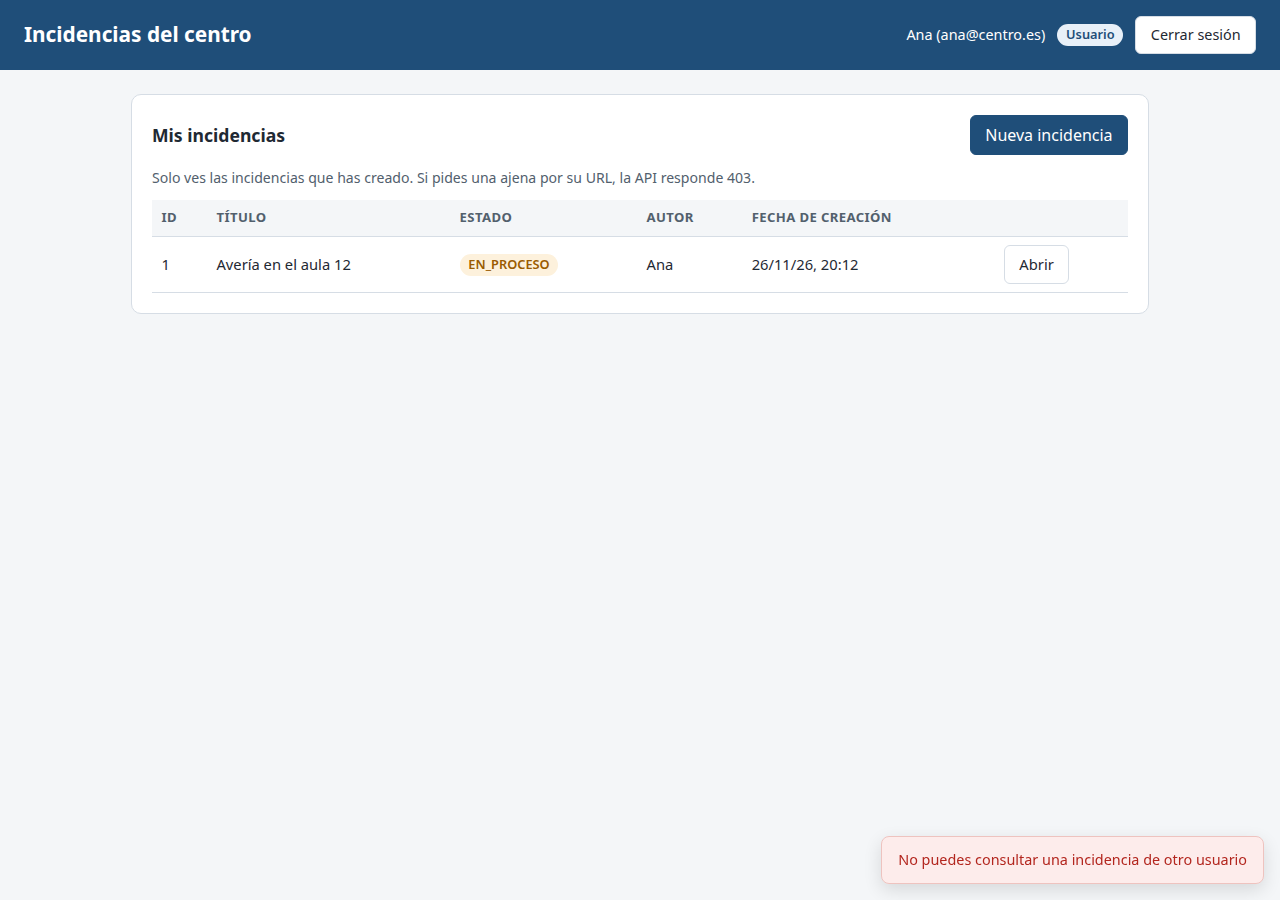 Incidencias del centro
Ana (ana@centro.es) Usuario Cerrar sesión
Mis incidencias Nueva incidencia
Solo ves las incidencias que has creado. Si pides una ajena por su URL, la API responde 403.
ID TÍTULO ESTADO AUTOR FECHA DE CREACIÓN
1 Avería en el aula 12 EN_PROCESO Ana 26/11/26, 20:12 Abrir
No puedes consultar una incidencia de otro usuario